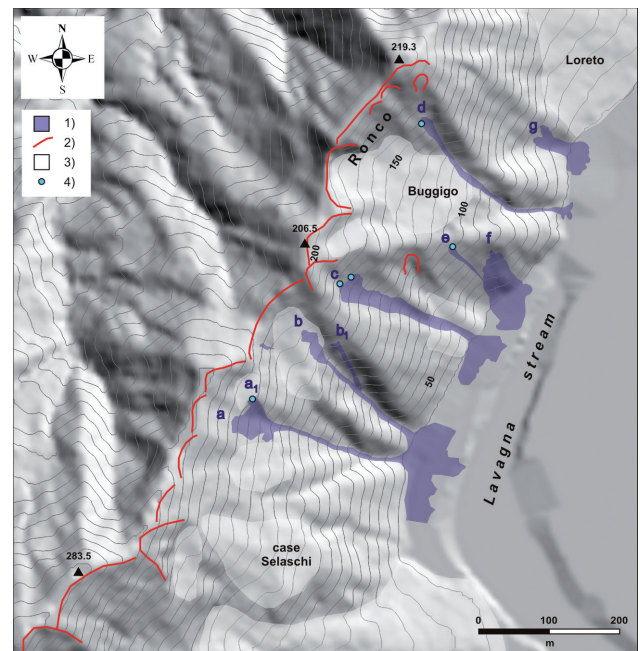 N
W E
S
1)
2)
3)
4)
219.3
Loreto
d
g
Ronco
150
Buggigo
100
206.5
200
e
f
c
b
b1
50
a1
a
Lavagna stream
case
Selaschi
283.5
0 100 200
m